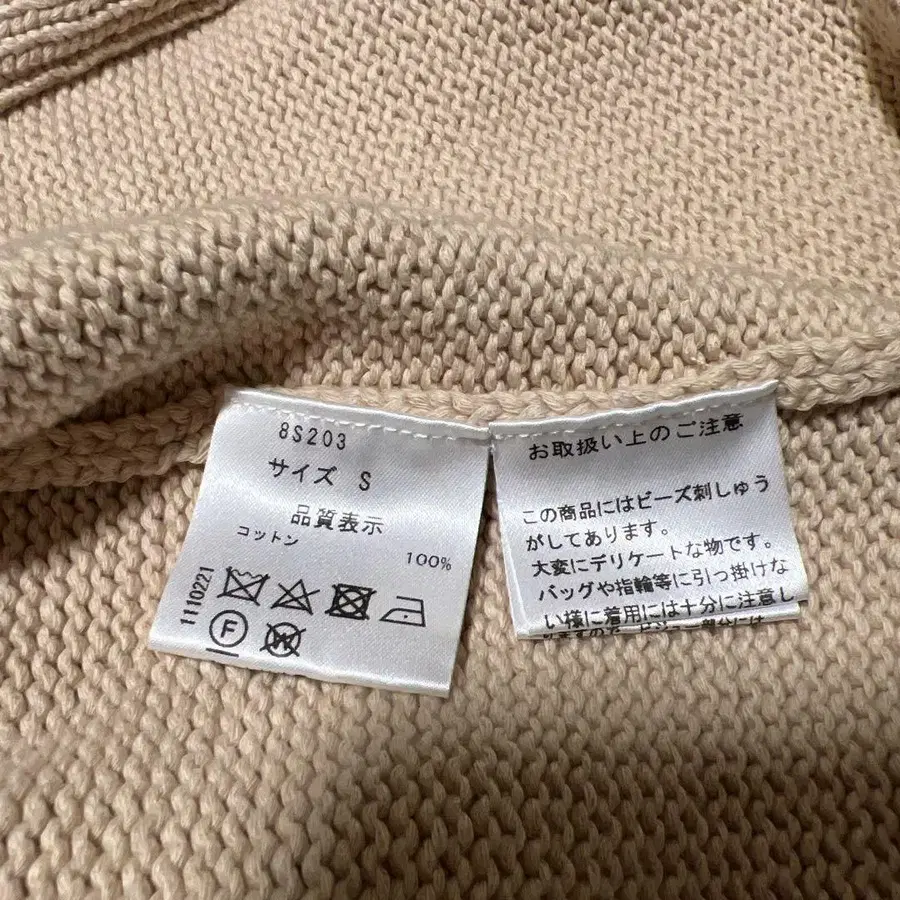 8S203
サイズ S
品質表示
コットン 100%
1110221
F
W
お取扱い上のご注意
この商品にはビーズ刺しゅう
がしてあります。
大変にデリケートな物です。
バッグや指輪等に引っ掛けな
い様に着用には十分に注意し